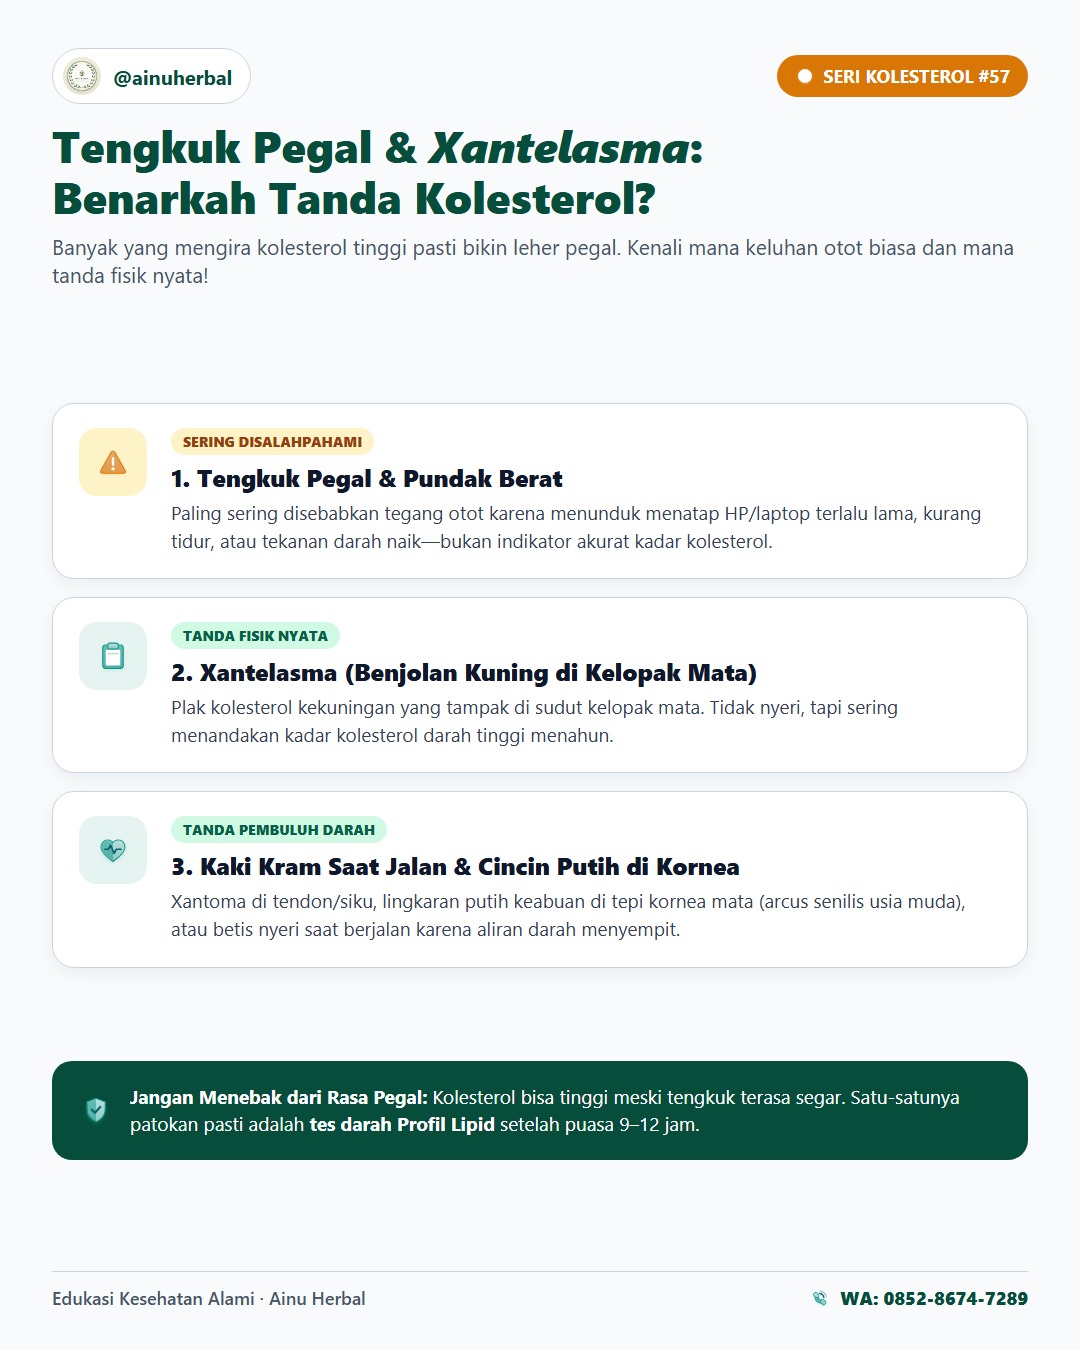 @ainuherbal
SERI KOLESTEROL #57
Tengkuk Pegal & Xantelasma:
Benarkah Tanda Kolesterol?
Banyak yang mengira kolesterol tinggi pasti bikin leher pegal. Kenali mana keluhan otot biasa dan mana
tanda fisik nyata!
SERING DISALAHPAHAMI
1. Tengkuk Pegal & Pundak Berat
Paling sering disebabkan tegang otot karena menunduk menatap HP/laptop terlalu lama, kurang
tidur, atau tekanan darah naik—bukan indikator akurat kadar kolesterol.
TANDA FISIK NYATA
2. Xantelasma (Benjolan Kuning di Kelopak Mata)
Plak kolesterol kekuningan yang tampak di sudut kelopak mata. Tidak nyeri, tapi sering
menandakan kadar kolesterol darah tinggi menahun.
TANDA PEMBULUH DARAH
3. Kaki Kram Saat Jalan & Cincin Putih di Kornea
Xantoma di tendon/siku, lingkaran putih keabuan di tepi kornea mata (arcus senilis usia muda),
atau betis nyeri saat berjalan karena aliran darah menyempit.
Jangan Menebak dari Rasa Pegal: Kolesterol bisa tinggi meski tengkuk terasa segar. Satu-satunya
patokan pasti adalah tes darah Profil Lipid setelah puasa 9–12 jam.
Edukasi Kesehatan Alami · Ainu Herbal
WA: 0852-8674-7289